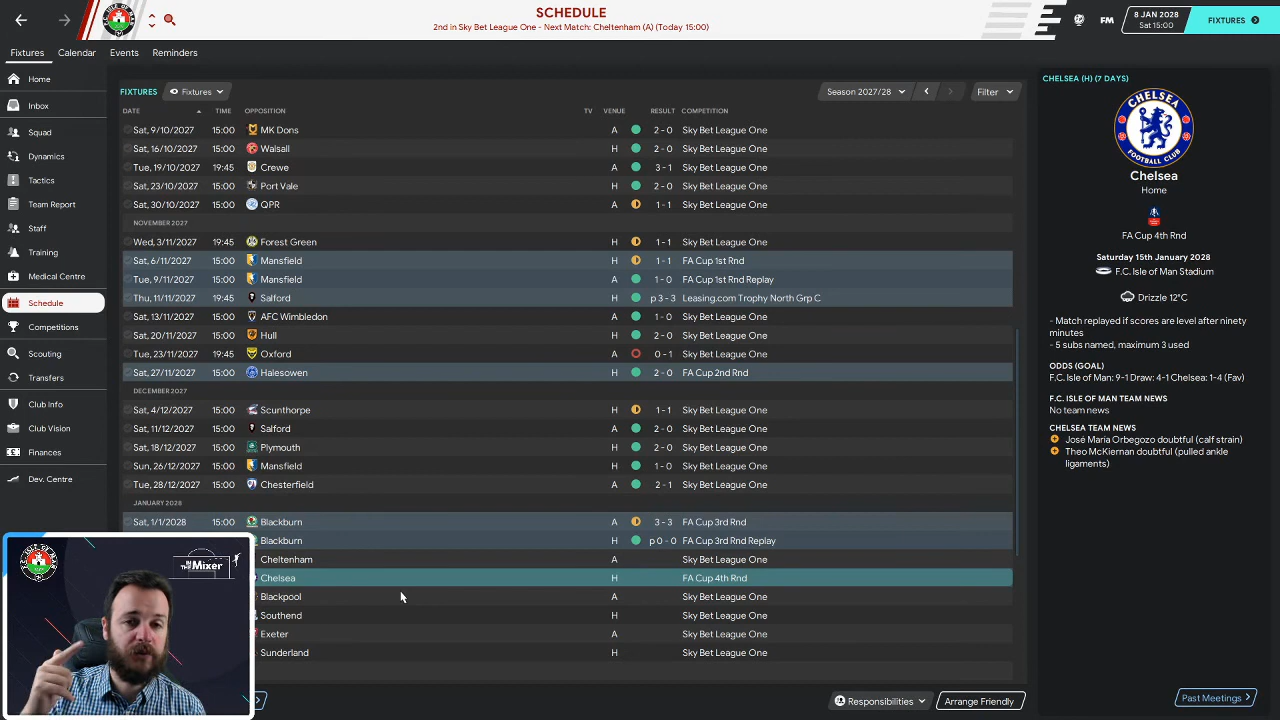 SCHEDULE
2nd in Sky Bet League One - Next Match: Cheltenham (A) (Today 15:00)
FM
8 JAN 2028
Sat 15:00
FIXTURES
Fixtures Calendar Events Reminders
Home
Inbox
Squad
Dynamics
Tactics
Team Report
Staff
Training
Medical Centre
Schedule
Competitions
Scouting
Transfers
Club Info
Club Vision
Finances
Dev. Centre
FIXTURES Fixtures Season 2027/28 Filter
DATE TIME OPPOSITION TV VENUE RESULT COMPETITION
Sat, 9/10/2027 15:00 MK Dons A 2 - 0 Sky Bet League One
Sat, 16/10/2027 15:00 Walsall H 2 - 0 Sky Bet League One
Tue, 19/10/2027 19:45 Crewe A 3 - 1 Sky Bet League One
Sat, 23/10/2027 15:00 Port Vale H 2 - 0 Sky Bet League One
Sat, 30/10/2027 15:00 QPR A 1 - 1 Sky Bet League One
NOVEMBER 2027
Wed, 3/11/2027 19:45 Forest Green H 1 - 1 Sky Bet League One
Sat, 6/11/2027 15:00 Mansfield H 1 - 1 FA Cup 1st Rnd
Tue, 9/11/2027 15:00 Mansfield A 1 - 0 FA Cup 1st Rnd Replay
Thu, 11/11/2027 19:45 Salford H p 3 - 3 Leasing.com Trophy North Grp C
Sat, 13/11/2027 15:00 AFC Wimbledon A 1 - 0 Sky Bet League One
Sat, 20/11/2027 15:00 Hull H 2 - 0 Sky Bet League One
Tue, 23/11/2027 15:00 Oxford A 0 - 1 Sky Bet League One
Sat, 27/11/2027 15:00 Halesowen H 2 - 0 FA Cup 2nd Rnd
DECEMBER 2027
Sat, 4/12/2027 15:00 Scunthorpe H 1 - 1 Sky Bet League One
Sat, 11/12/2027 15:00 Salford A 2 - 0 Sky Bet League One
Sat, 18/12/2027 15:00 Plymouth H 2 - 0 Sky Bet League One
Sun, 26/12/2027 15:00 Mansfield H 1 - 0 Sky Bet League One
Tue, 28/12/2027 15:00 Chesterfield A 2 - 1 Sky Bet League One
JANUARY 2028
Sat, 1/1/2028 15:00 Blackburn A 3 - 3 FA Cup 3rd Rnd
Blackburn H p 0 - 0 FA Cup 3rd Rnd Replay
Cheltenham A Sky Bet League One
Chelsea H FA Cup 4th Rnd
Blackpool A Sky Bet League One
Southend H Sky Bet League One
Exeter A Sky Bet League One
Sunderland H Sky Bet League One
Responsibilities Arrange Friendly
CHELSEA (H) (7 DAYS)
CHELSEA
FOOTBALL CLUB
Chelsea
Home
FA Cup 4th Rnd
Saturday 15th January 2028
F.C. Isle of Man Stadium
Drizzle 12°C
- Match replayed if scores are level after ninety
minutes
- 5 subs named, maximum 3 used
ODDS (GOAL)
F.C. Isle of Man: 9-1 Draw: 4-1 Chelsea: 1-4 (Fav)
F.C. ISLE OF MAN TEAM NEWS
No team news
CHELSEA TEAM NEWS
José María Orbegozo doubtful (calf strain)
Theo McKiernan doubtful (pulled ankle
ligaments)
Past Meetings
Mixer